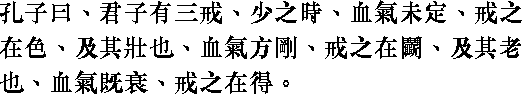 孔子曰、君子有三戒、少之時、血氣未定、戒之
在色、及其壯也、血氣方剛、戒之在鬭、及其老
也、血氣既衰、戒之在得。